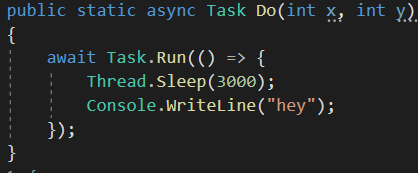 public static async Task Do(int x, int y)
{
    await Task.Run(() => {
        Thread.Sleep(3000);
        Console.WriteLine("hey");
    });
}